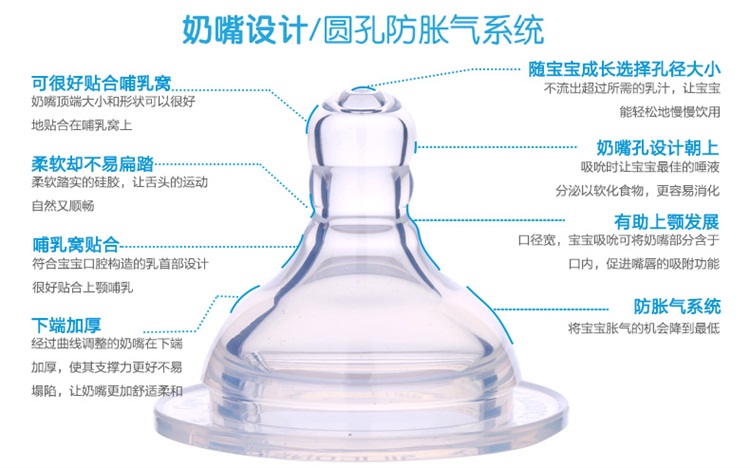 奶嘴设计/圆孔防胀气系统
可很好贴合哺乳窝
奶嘴顶端大小和形状可以很好
地贴合在哺乳窝上
柔软却不易扁踏
柔软踏实的硅胶，让舌头的运动
自然又顺畅
哺乳窝贴合
符合宝宝口腔构造的乳首部设计
很好贴合上颚哺乳
下端加厚
经过曲线调整的奶嘴在下端
加厚，使其支撑力更好不易
塌陷，让奶嘴更加舒适柔和
随宝宝成长选择孔径大小
不流出超过所需的乳汁，让宝宝
能轻松地慢慢饮用
奶嘴孔设计朝上
吸吮时让宝宝最佳的唾液
分泌以软化食物，更容易消化
有助上颚发展
口径宽，宝宝吸吮可将奶嘴部分含于
口内，促进嘴唇的吸附功能
防胀气系统
将宝宝胀气的机会降到最低